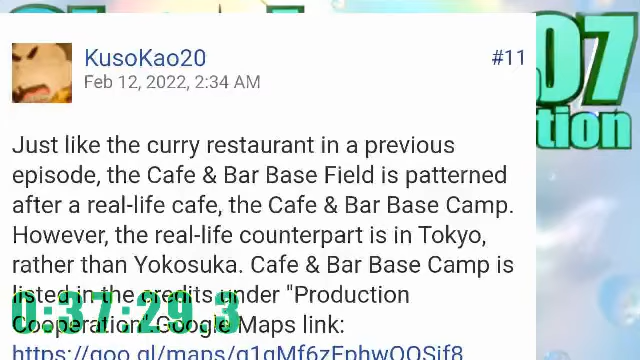 KusoKao20
#11
Feb 12, 2022, 2:34 AM
07
tion
Just like the curry restaurant in a previous
episode, the Cafe & Bar Base Field is patterned
after a real-life cafe, the Cafe & Bar Base Camp.
However, the real-life counterpart is in Tokyo,
rather than Yokosuka. Cafe & Bar Base Camp is
listed in the credits under "Production
0:37:29.3
Cooperation" Google Maps link: